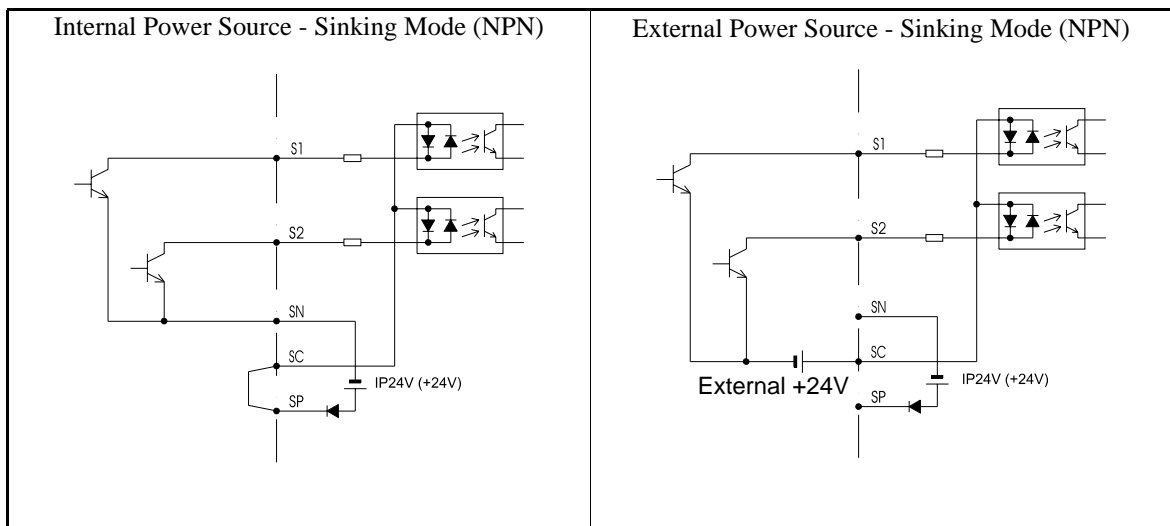 Internal Power Source - Sinking Mode (NPN)
S1
S2
SN
SC
IP24V (+24V)
SP
External Power Source - Sinking Mode (NPN)
S1
S2
SN
SC
External +24V
IP24V (+24V)
SP